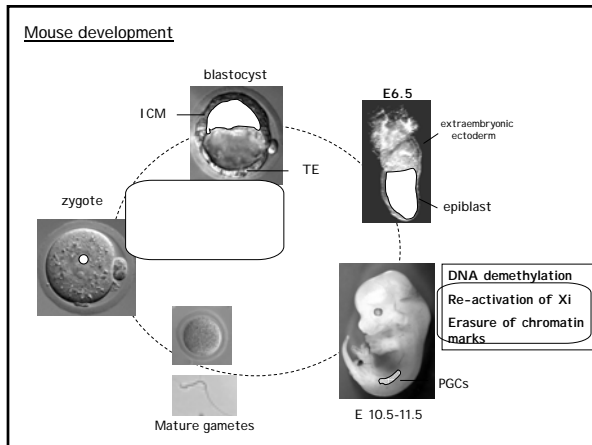 Mouse development
blastocyst
ICM
TE
E6.5
extraembryonic
ectoderm
epiblast
zygote
DNA demethylation
Re-activation of Xi
Erasure of chromatin
marks
PGCs
E 10.5-11.5
Mature gametes